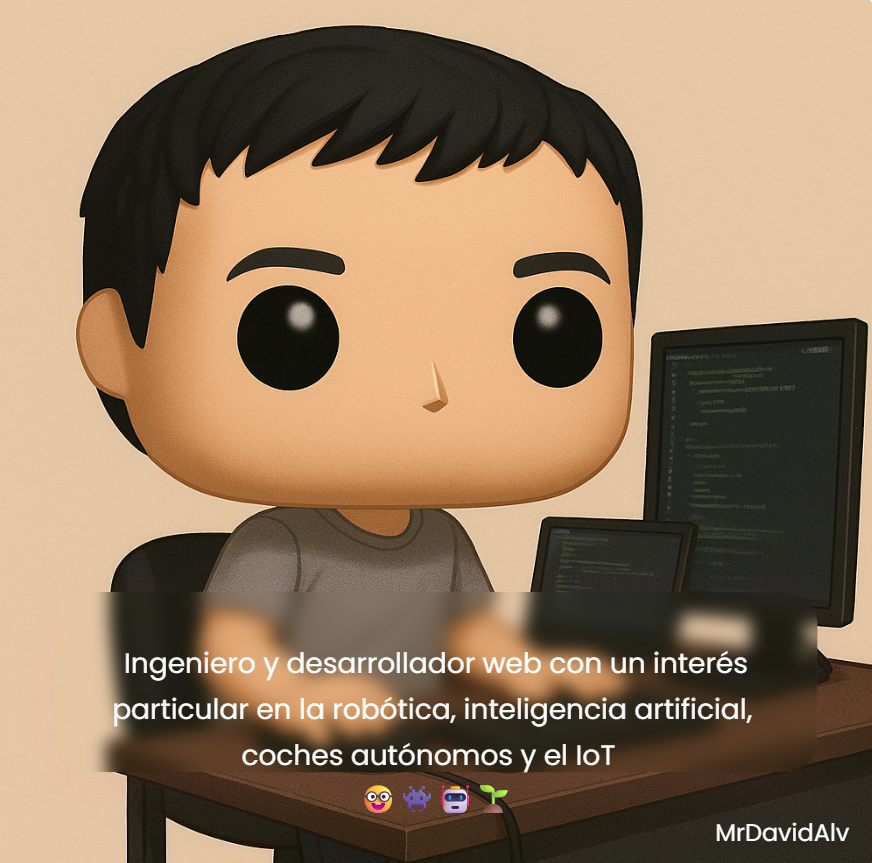 Ingeniero y desarrollador web con un interés
particular en la robótica, inteligencia artificial,
coches autónomos y el IoT
🤓 👾 🤖 🌱
MrDavidAlv